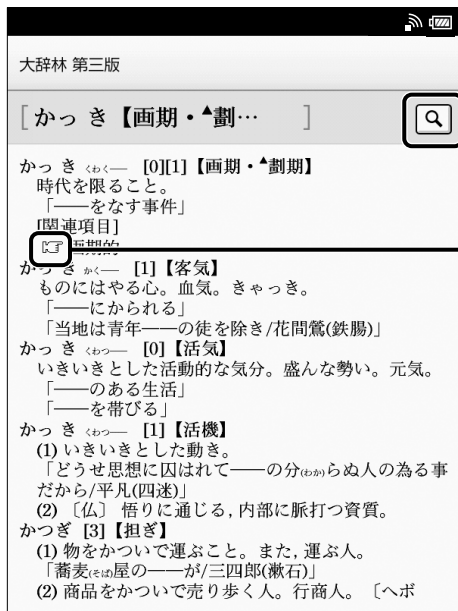 大辞林 第三版
[かっ き【画期・▲劃… ]
かっ き くわく― [0][1]【画期・▲劃期】
時代を限ること。
「――をなす事件」
[関連項目]
☞画期的
かっ き かく― [1]【客気】
ものにはやる心。血気。きゃっき。
「――にかられる」
「当地は青年――の徒を除き/花間鶯(鉄腸)」
かっ き くわつ― [0]【活気】
いきいきとした活動的な気分。盛んな勢い。元気。
「――のある生活」
「――を帯びる」
かっ き くわつ― [1]【活機】
(1) いきいきとした動き。
「どうせ思想に囚はれて――の分(わか)らぬ人の為る事
だから/平凡(四迷)」
(2) 〔仏〕 悟りに通じる, 内部に脈打つ資質。
かつぎ [3]【担ぎ】
(1) 物をかついで運ぶこと。また, 運ぶ人。
「蕎麦(そば)屋の――が/三四郎(漱石)」
(2) 商品をかついで売り歩く人。行商人。〔ヘボ